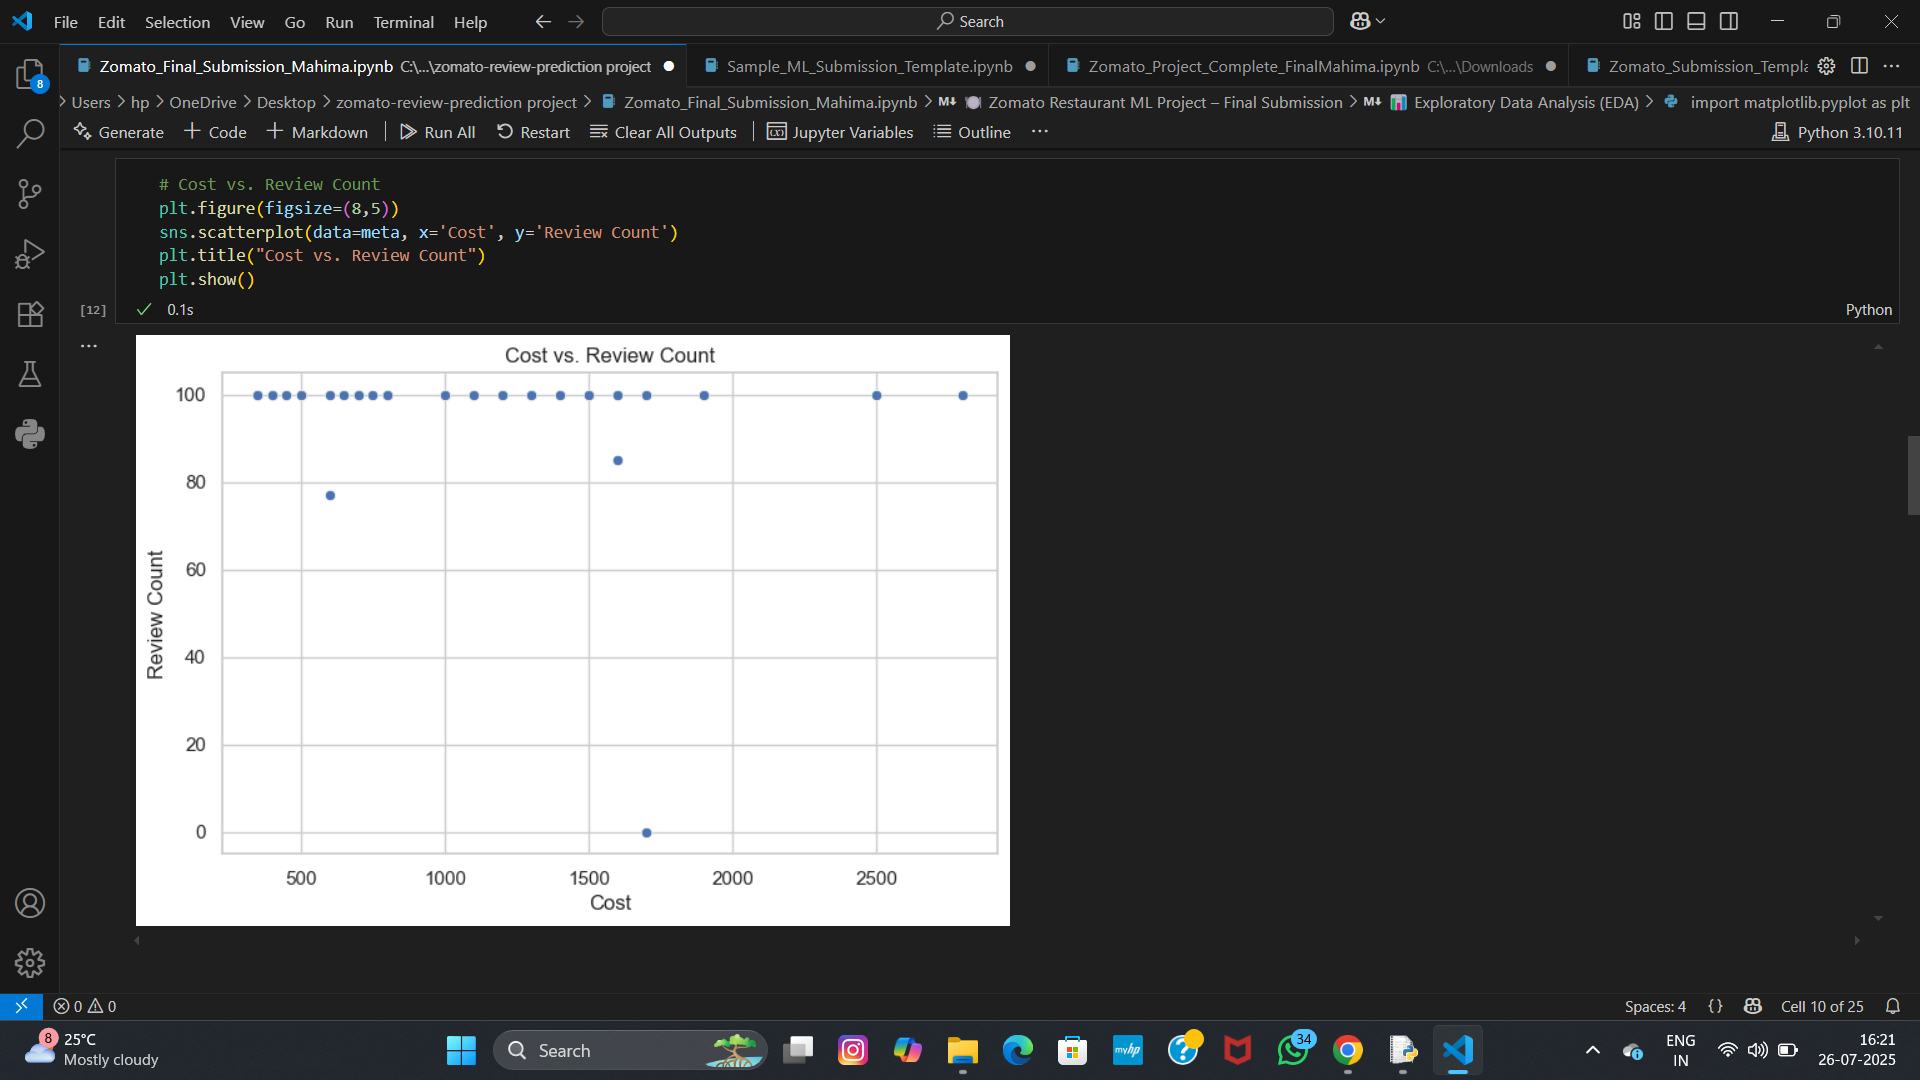 File Edit Selection View Go Run Terminal Help
Search
8
Zomato_Final_Submission_Mahima.ipynb C:\...\zomato-review-prediction project
Sample_ML_Submission_Template.ipynb
Zomato_Project_Complete_FinalMahima.ipynb C:\...\Downloads
Zomato_Submission_Templa
Users > hp > OneDrive > Desktop > zomato-review-prediction project > Zomato_Final_Submission_Mahima.ipynb > M↓ Zomato Restaurant ML Project – Final Submission > M↓ Exploratory Data Analysis (EDA) > import matplotlib.pyplot as plt
Generate + Code + Markdown Run All Restart Clear All Outputs Jupyter Variables Outline ...
Python 3.10.11
# Cost vs. Review Count
plt.figure(figsize=(8,5))
sns.scatterplot(data=meta, x='Cost', y='Review Count')
plt.title("Cost vs. Review Count")
plt.show()
[12]
0.1s
Python
Cost vs. Review Count
100
80
60
40
20
0
Review Count
500 1000 1500 2000 2500
Cost
0 0
Spaces: 4 {} Cell 10 of 25
8
25°C
Mostly cloudy
Search
myhp
34
ENG
IN
16:21
26-07-2025